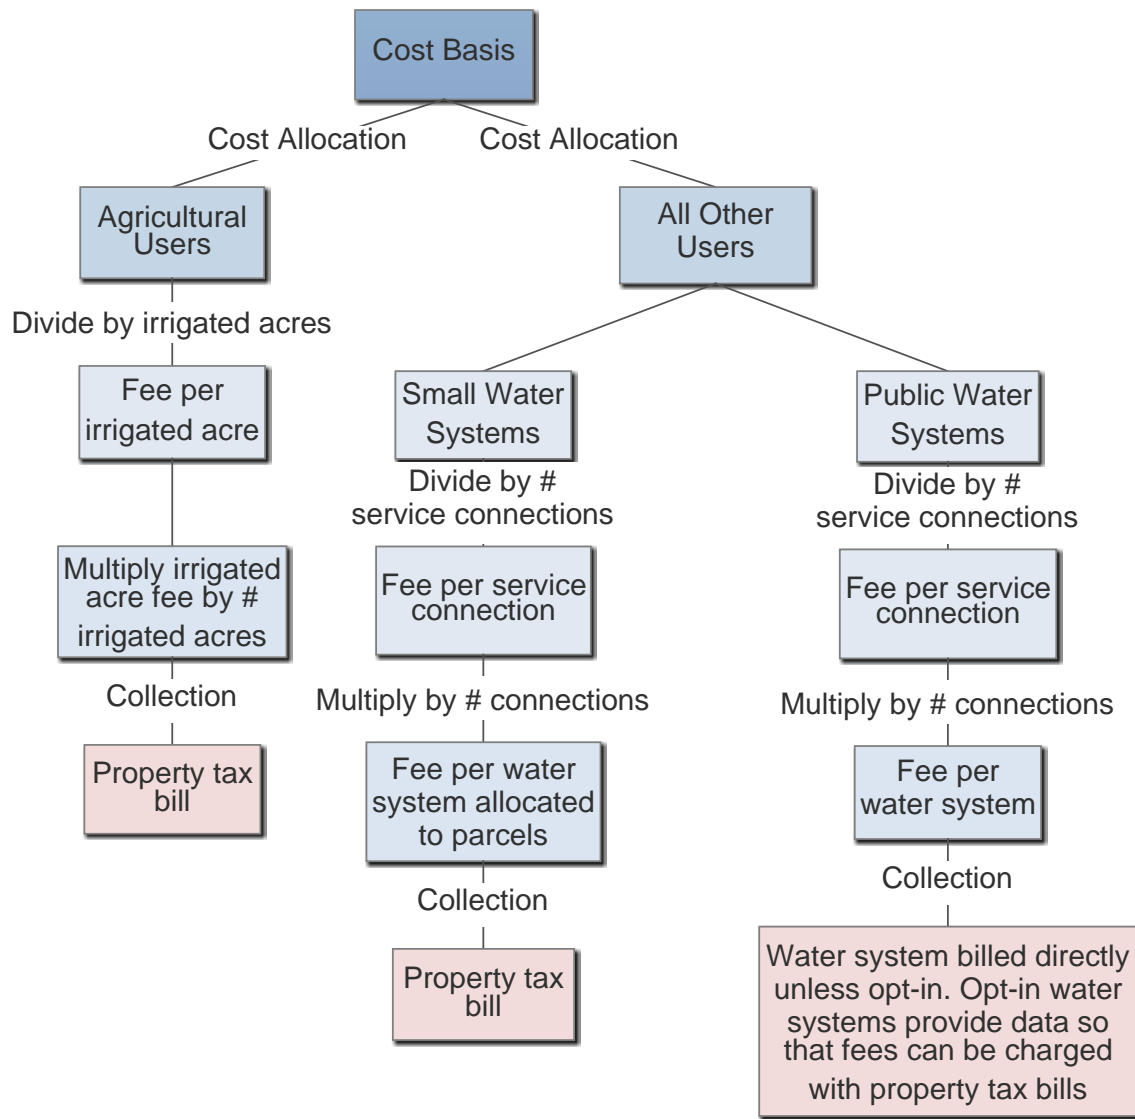 Cost Basis
Cost Allocation
Cost Allocation
Agricultural
Users
All Other
Users
Divide by irrigated acres
Fee per
irrigated acre
Small Water
Systems
Public Water
Systems
Divide by #
service connections
Divide by #
service connections
Multiply irrigated
acre fee by #
irrigated acres
Fee per service
connection
Fee per service
connection
Collection
Multiply by # connections
Multiply by # connections
Property tax
bill
Fee per water
system allocated
to parcels
Fee per
water system
Collection
Collection
Property tax
bill
Water system billed directly
unless opt-in. Opt-in water
systems provide data so
that fees can be charged
with property tax bills